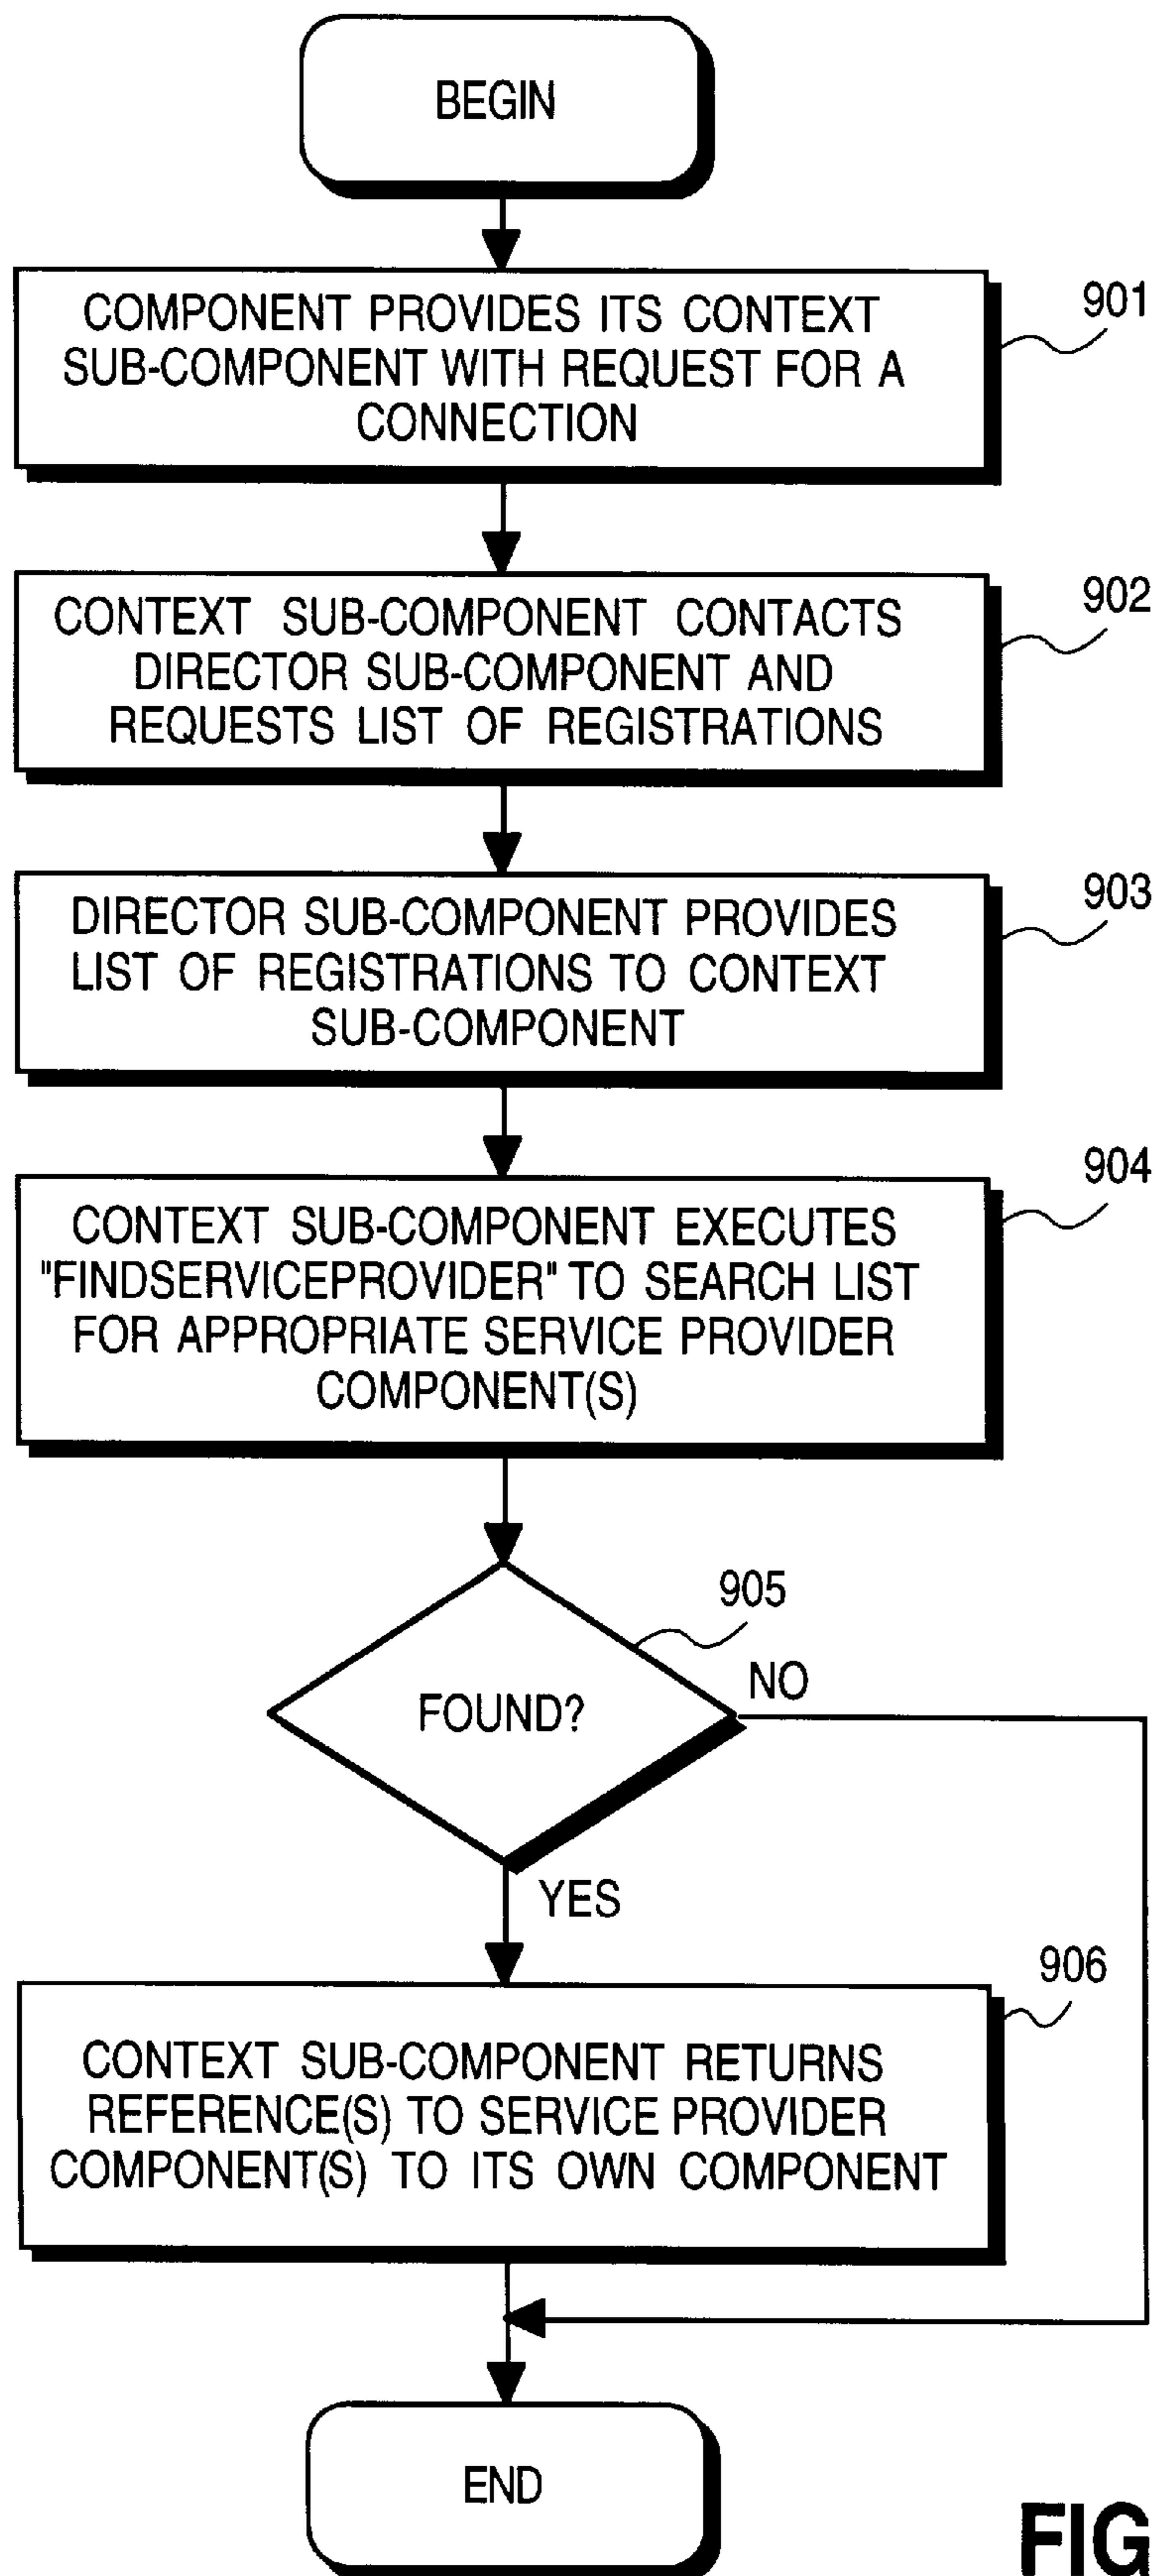 BEGIN
COMPONENT PROVIDES ITS CONTEXT
SUB-COMPONENT WITH REQUEST FOR A
CONNECTION
901
CONTEXT SUB-COMPONENT CONTACTS
DIRECTOR SUB-COMPONENT AND
REQUESTS LIST OF REGISTRATIONS
902
DIRECTOR SUB-COMPONENT PROVIDES
LIST OF REGISTRATIONS TO CONTEXT
SUB-COMPONENT
903
CONTEXT SUB-COMPONENT EXECUTES
"FINDSERVICEPROVIDER" TO SEARCH LIST
FOR APPROPRIATE SERVICE PROVIDER
COMPONENT(S)
904
FOUND?
905
NO
YES
CONTEXT SUB-COMPONENT RETURNS
REFERENCE(S) TO SERVICE PROVIDER
COMPONENT(S) TO ITS OWN COMPONENT
906
END
FIG